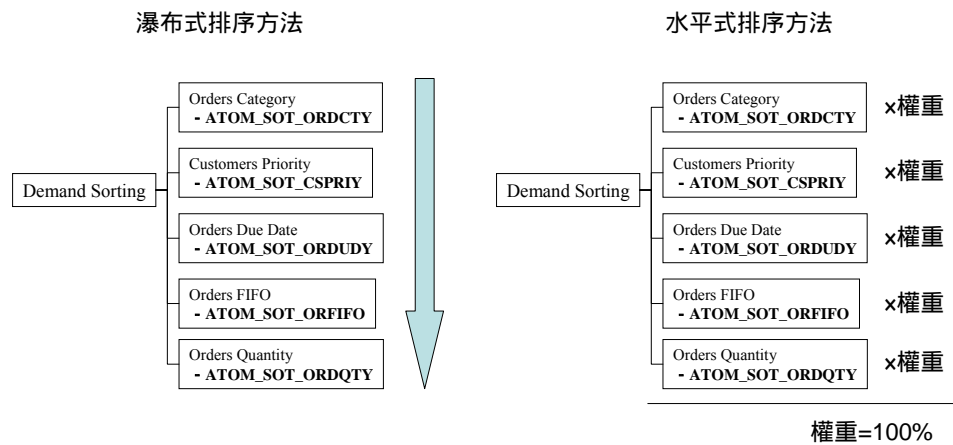 瀑布式排序方法
Demand Sorting
Orders Category
- ATOM_SOT_ORDCTY
Customers Priority
- ATOM_SOT_CSPRIY
Orders Due Date
- ATOM_SOT_ORDUDY
Orders FIFO
- ATOM_SOT_ORFIFO
Orders Quantity
- ATOM_SOT_ORDQTY
水平式排序方法
Demand Sorting
Orders Category
- ATOM_SOT_ORDCTY
×權重
Customers Priority
- ATOM_SOT_CSPRIY
×權重
Orders Due Date
- ATOM_SOT_ORDUDY
×權重
Orders FIFO
- ATOM_SOT_ORFIFO
×權重
Orders Quantity
- ATOM_SOT_ORDQTY
×權重
權重=100%